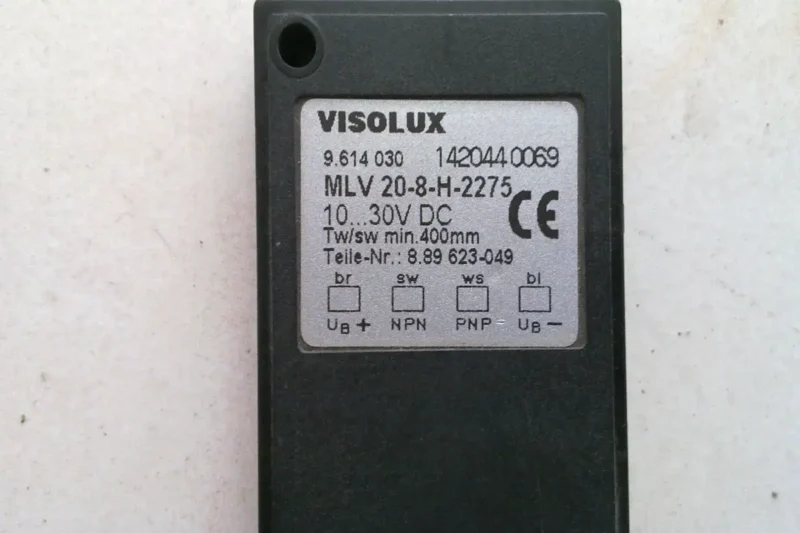 VISOLUX
9.614 030 1420440069
MLV 20-8-H-2275
10...30V DC CE
Tw/sw min.400mm
Teile-Nr.: 8.89 623-049
br sw ws bl
UB+ NPN PNP UB−